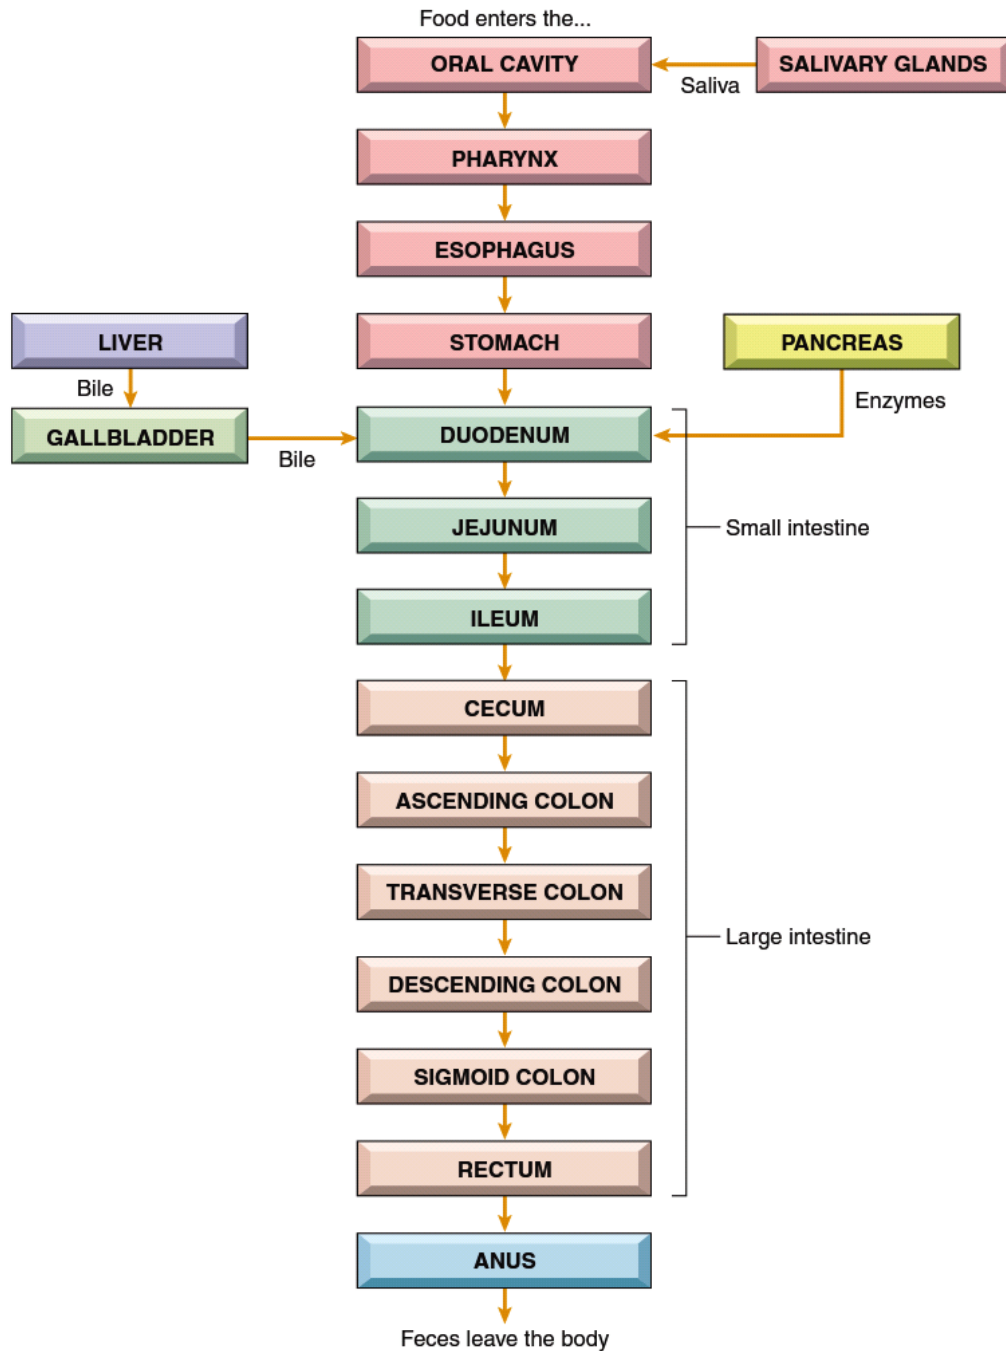 Food enters the...
ORAL CAVITY
SALIVARY GLANDS
Saliva
PHARYNX
ESOPHAGUS
STOMACH
LIVER
PANCREAS
Bile
Enzymes
GALLBLADDER
Bile
DUODENUM
JEJUNUM
Small intestine
ILEUM
CECUM
ASCENDING COLON
TRANSVERSE COLON
Large intestine
DESCENDING COLON
SIGMOID COLON
RECTUM
ANUS
Feces leave the body